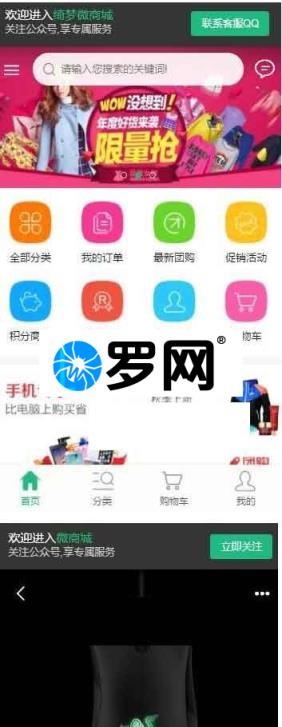 欢迎进入绮梦微商城
关注公众号,享专属服务
联系客服QQ
请输入您搜索的关键词!
WOW没想到!
年度好货来袭
限量抢
全部分类
我的订单
最新团购
促销活动
积分商
物车
罗网®
手机
比电脑上购买省
秋季上新
首页
分类
购物车
我的
欢迎进入微商城
关注公众号,享专属服务
立即关注